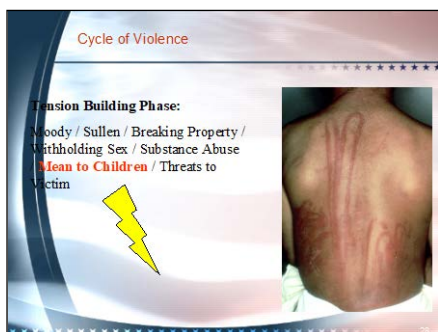 Cycle of Violence
Tension Building Phase:
Moody / Sullen / Breaking Property /
Withholding Sex / Substance Abuse
/ Mean to Children / Threats to
Victim